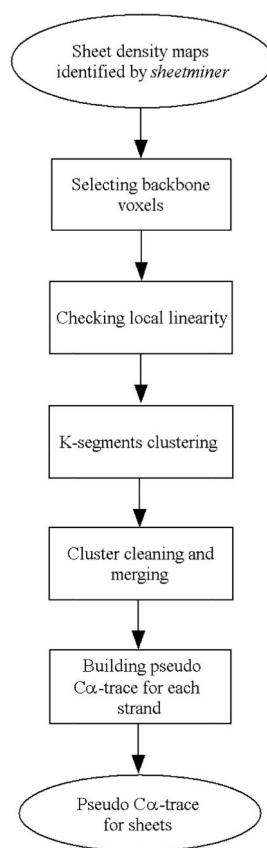 Sheet density maps
identified by sheetminer
Selecting backbone
voxels
Checking local linearity
K-segments clustering
Cluster cleaning and
merging
Building pseudo
Cα-trace for each
strand
Pseudo Cα-trace
for sheets